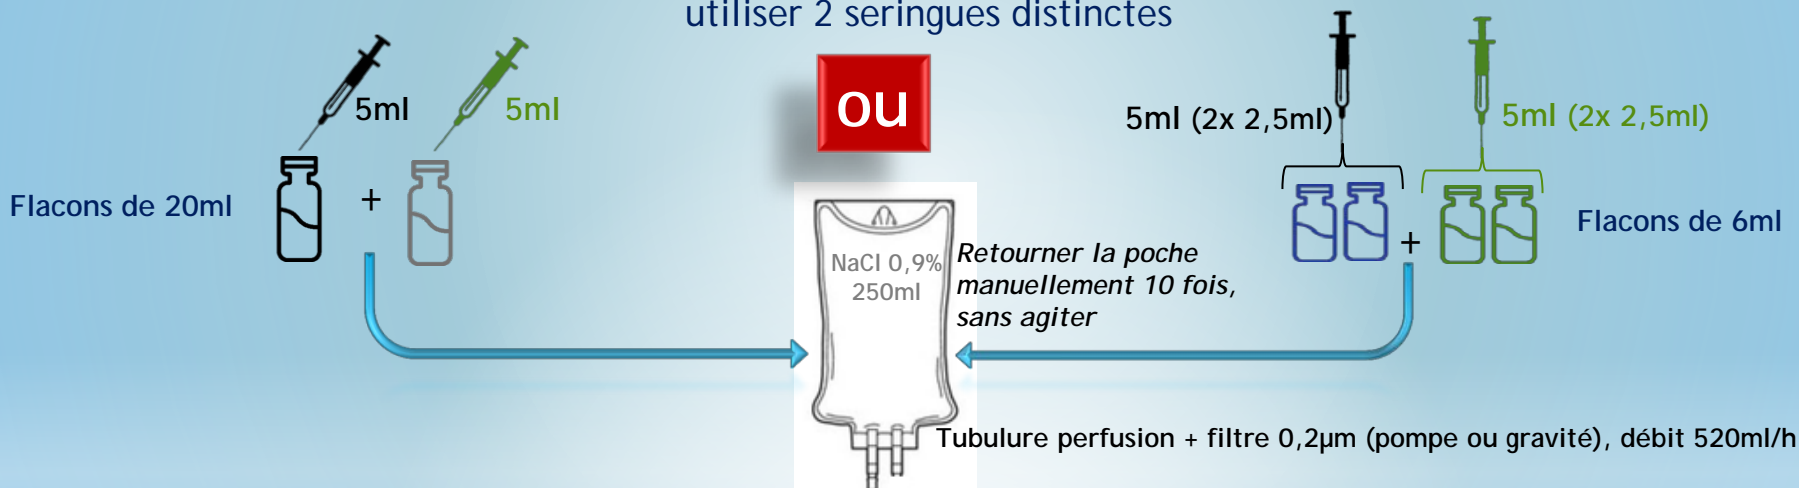 utiliser 2 seringues distinctes
ou
5ml
5ml
5ml (2x 2,5ml)
5ml (2x 2,5ml)
Flacons de 20ml
+
+
Flacons de 6ml
NaCl 0,9%
250ml
Retourner la poche
manuellement 10 fois,
sans agiter
Tubulure perfusion + filtre 0,2µm (pompe ou gravité), débit 520ml/h